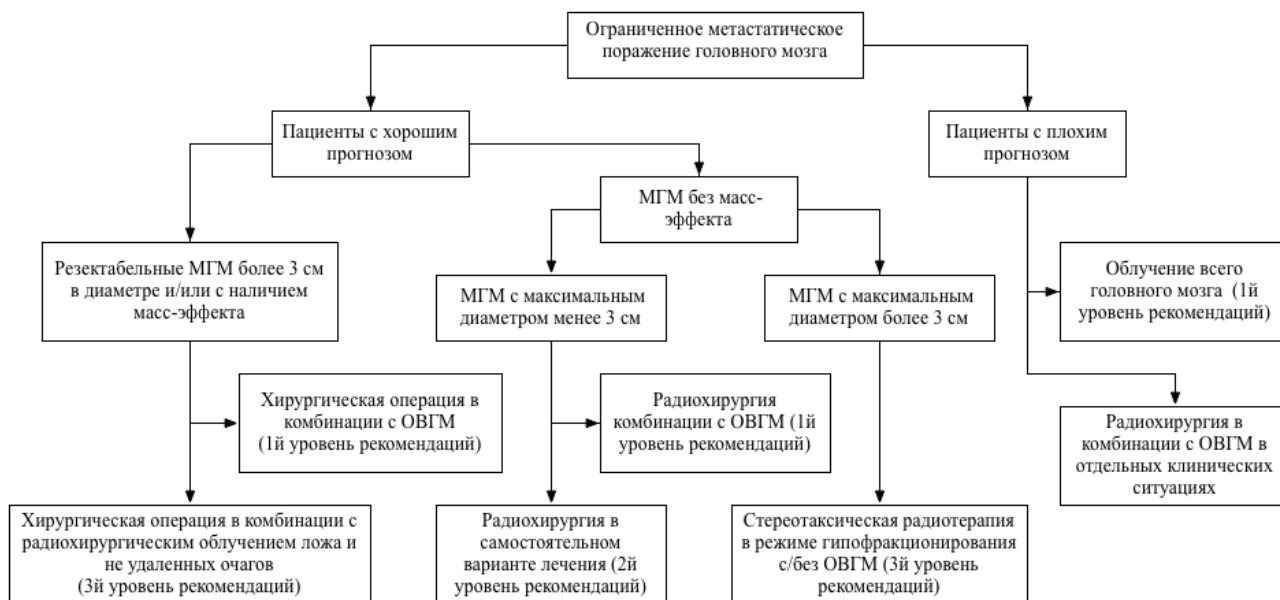 Ограниченное метастатическое
поражение головного мозга
Пациенты с хорошим
прогнозом
Пациенты с плохим
прогнозом
МГМ без масс-
эффекта
Резектабельные МГМ более 3 см
в диаметре и/или с наличием
масс-эффекта
МГМ с максимальным
диаметром менее 3 см
МГМ с максимальным
диаметром более 3 см
Облучение всего
головного мозга (1й
уровень рекомендаций)
Хирургическая операция в
комбинации с ОВГМ
(1й уровень рекомендаций)
Радиохирургия
комбинации с ОВГМ (1й
уровень рекомендаций)
Радиохирургия в
комбинации с ОВГМ в
отдельных клинических
ситуациях
Хирургическая операция в комбинации с
радиохирургическим облучением ложа и
не удаленных очагов
(3й уровень рекомендаций)
Радиохирургия в
самостоятельном
варианте лечения (2й
уровень рекомендаций)
Стереотаксическая радиотерапия
в режиме гипофракционирования
с/без ОВГМ (3й уровень
рекомендаций)